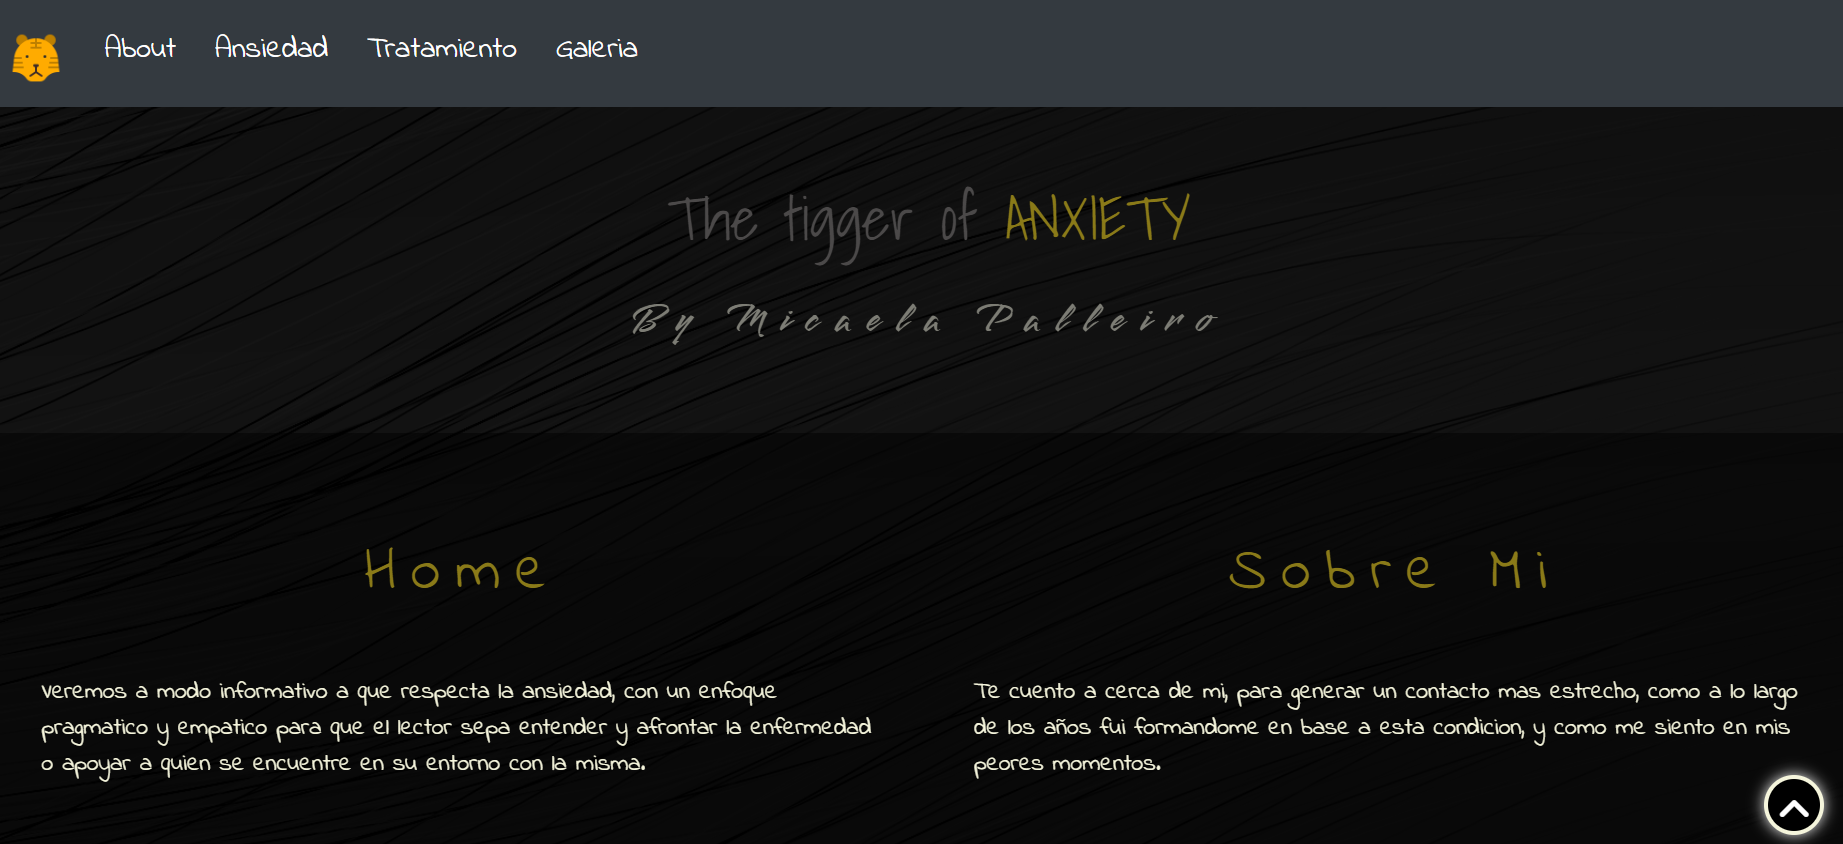 About Ansiedad Tratamiento Galeria
The tigger of ANXIETY
By Micaela Palleiro
Home
Veremos a modo informativo a que respecta la ansiedad, con un enfoque
pragmatico y empatico para que el lector sepa entender y afrontar la enfermedad
o apoyar a quien se encuentre en su entorno con la misma.
Sobre Mi
Te cuento a cerca de mi, para generar un contacto mas estrecho, como a lo largo
de los años fui formandome en base a esta condicion, y como me siento en mis
peores momentos.